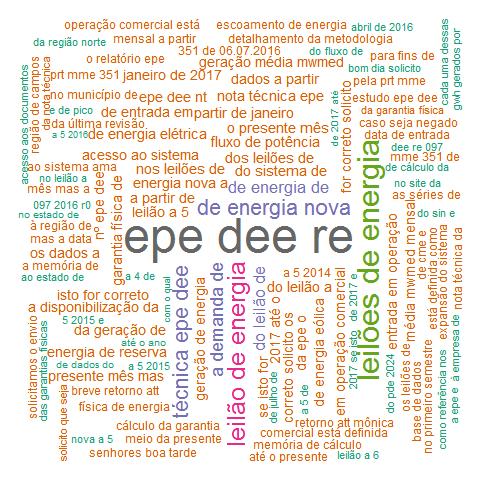 operação comercial está
escoamento de energia
abril de 2016
da região norte
mensal a partir
detalhamento da metodologia
cada uma dessas
gwh gerados por
o relatório epe
351 de 06.07.2016
do fluxo de
para fins de
geração média mwmed
bom dia solicito
acesso aos documentos
região de campos
da nota técnica
prt mme 351
janeiro de 2017
dados a partir
pela prt mme
no município de
epe dee nt
nota técnica epe
de 2017 até
for correto solicito
estudo epe dee
da garantia física
e de pico
de entrada em
partir de janeiro
caso seja negado
da última revisão
o presente mês
data de entrada
a 5 2016
de energia elétrica
fluxo de potência
dee re 097
acesso ao sistema
dos leilões de
mme 351 de
ao sistema ama
nos leilões de
do sistema de
de cálculo da
no leilão a
energia nova a
de energia de
no site da
mês mas a
a partir de
as séries de
097 2016 r0
nº epe dee
garantia física de
leilão a 5
de energia nova
leilões de energia
no estado de
do sin e
à região de
mas a data
epe dee re
os dados a
a memória de
ao estado de
entrada em operação
média mwmed mensal
de cme e
está definida como
expansão do sistema
nota técnica da
a 4 de
com o qual
técnica epe dee
a demanda de
leilão de energia
do leilão de
a 5 2014
isto for correto
do leilão a
a disponibilização da
geração de energia
2017 até o
em operação comercial
2017 se isto
de 2017 e
solicitamos o envio
das garantias físicas
5 2015 e
da geração de
até o ano
energia de reserva
se isto for
correto solicito os
da epe o
de energia eólica
do pde 2024
os leilões de
base de dados
no primeiro semestre
como referência nos
a epe e
à empresa de
de dados do
a 5 2015
presente mês mas
de julho de
a 5 de
solicito que seja
breve retorno att
física de energia
retorno att mônica
cálculo da garantia
comercial está definida
nova a 5
meio da presente
memória de cálculo
senhores boa tarde
até o presente
leilão a 6